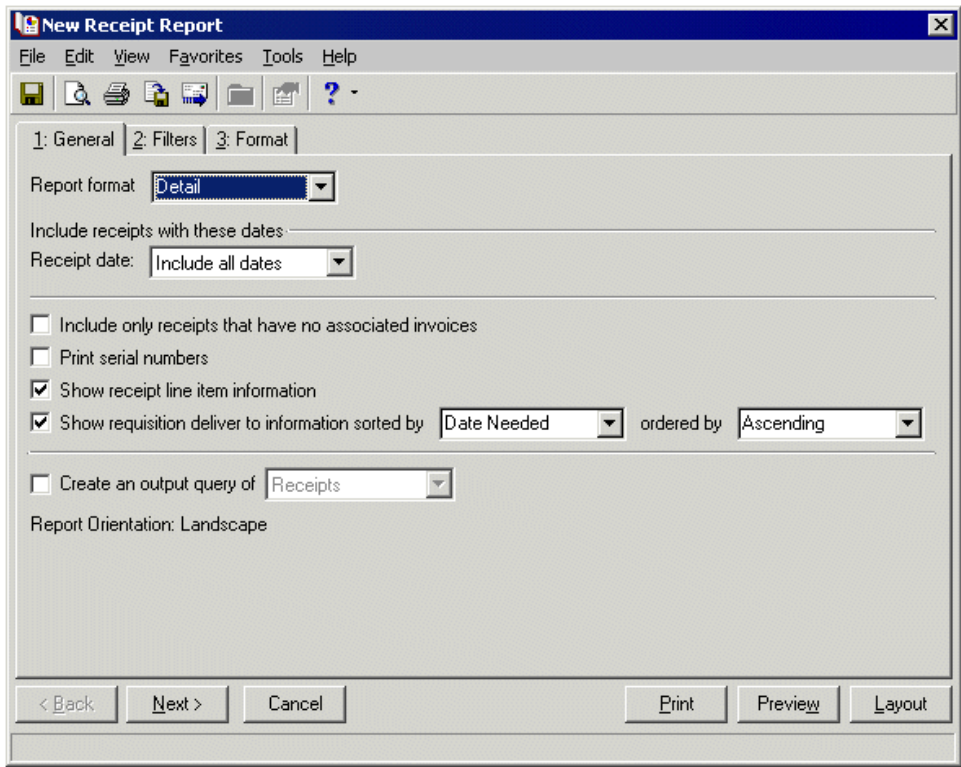 New Receipt Report
File Edit View Favorites Tools Help
?
1: General 2: Filters 3: Format
Report format Detail
Include receipts with these dates
Receipt date: Include all dates
Include only receipts that have no associated invoices
Print serial numbers
Show receipt line item information
Show requisition deliver to information sorted by Date Needed ordered by Ascending
Create an output query of Receipts
Report Orientation: Landscape
< Back Next > Cancel Print Preview Layout